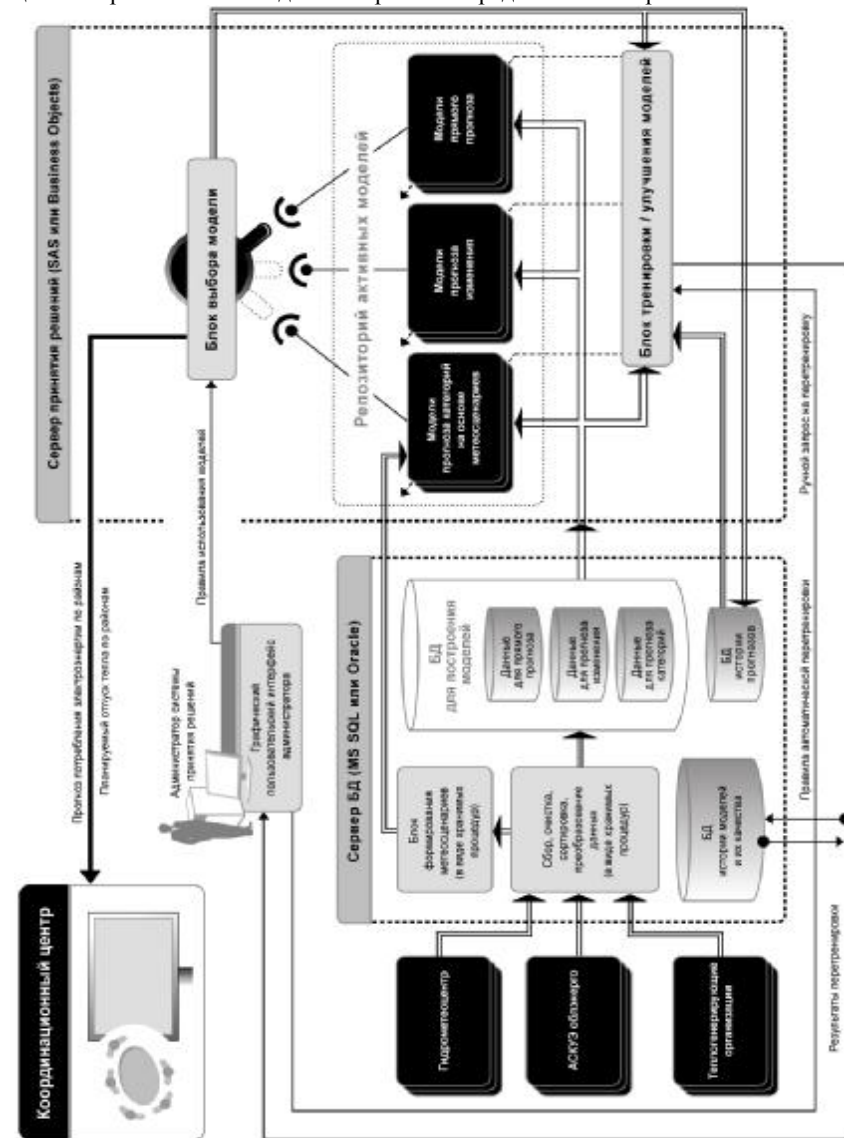 Координационный центр
Прогноз потребления электроэнергии по районам
Планируемый отпуск тепла по районам
Сервер принятия решений (SAS или Business Objects)
Блок выбора модели
Правила использования моделей
Администратор системы
принятия решений
Графический
пользовательский интерфейс
администратора
Репозиторий активных моделей
Модели
прогноза категорий
на основе
метеосценариев
Модели
прогноза
изменения
Модели
прямого
прогноза
Блок тренировки / улучшения моделей
Сервер БД (MS SQL или Oracle)
Блок
формирования
метеосценариев
(в виде хранимых
процедур)
Сбор, очистка,
сортировка,
преобразование
данных
(в виде хранимых
процедур)
БД
для построения
моделей
Данные
для прямого
прогноза
Данные
для прогноза
изменения
Данные
для прогноза
категорий
БД
истории моделей
и их качества
БД
истории
прогнозов
Гидрометеоцентр
АСКУЭ облэнерго
Теплогенерирующие
организации
Результаты перетренировки
Правила автоматической перетренировки
Ручной запрос на перетренировку